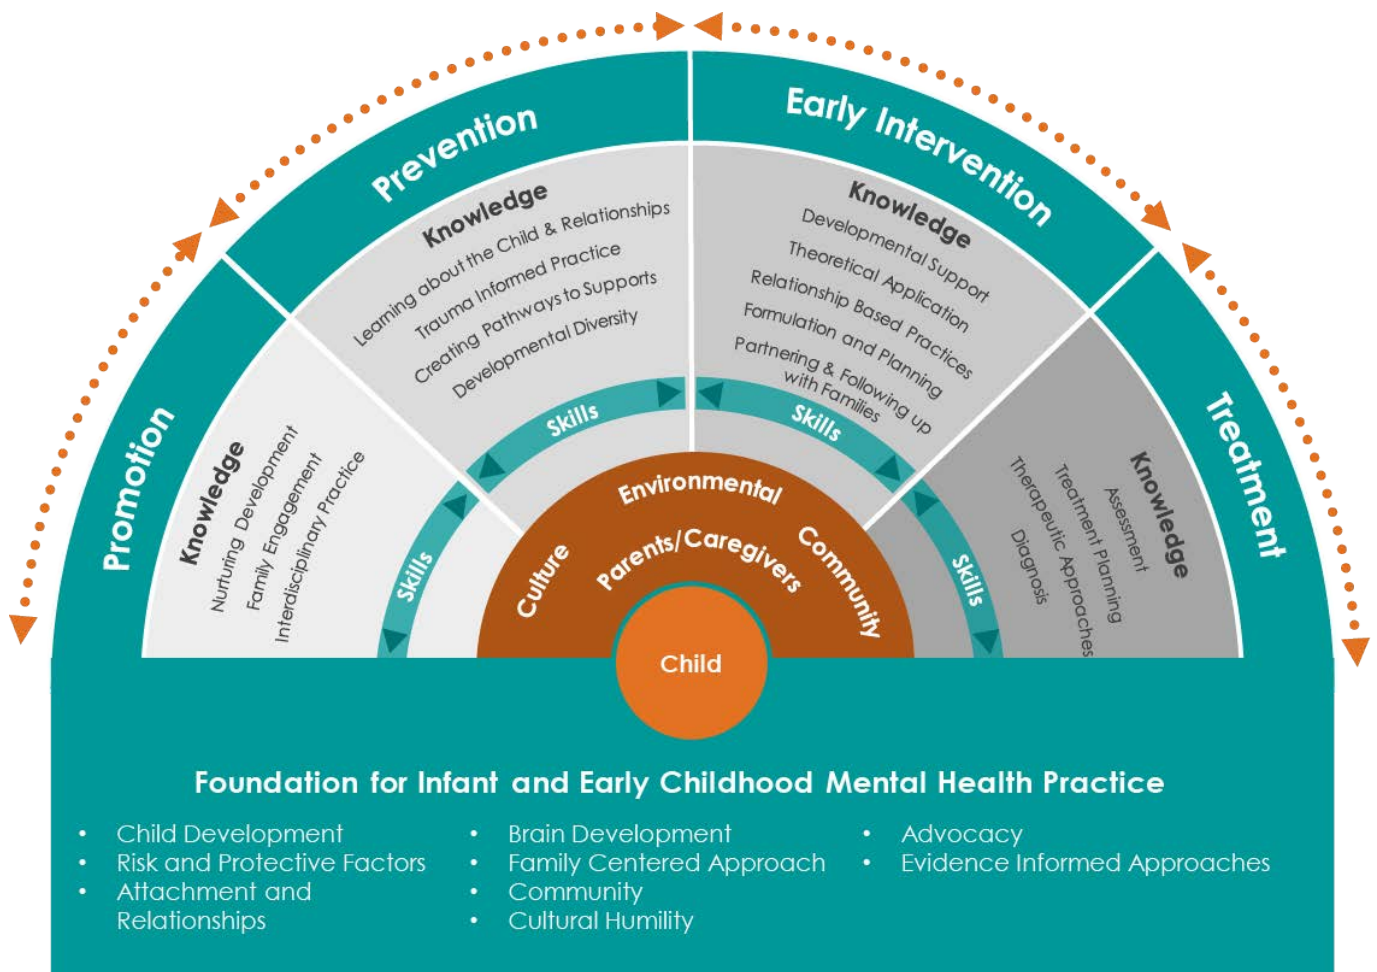 Promotion
Knowledge
Nurturing Development
Family Engagement
Interdisciplinary Practice
Skills
Prevention
Knowledge
Learning about the Child & Relationships
Trauma Informed Practice
Creating Pathways to Supports
Developmental Diversity
Skills
Early Intervention
Knowledge
Developmental Support
Theoretical Application
Relationship Based Practices
Formulation and Planning
Partnering & Following up
with Families
Skills
Treatment
Knowledge
Assessment
Treatment Planning
Therapeutic Approaches
Diagnosis
Skills
Culture
Environmental
Community
Parents/Caregivers
Child
Foundation for Infant and Early Childhood Mental Health Practice
• Child Development
• Risk and Protective Factors
• Attachment and
Relationships
• Brain Development
• Family Centered Approach
• Community
• Cultural Humility
• Advocacy
• Evidence Informed Approaches